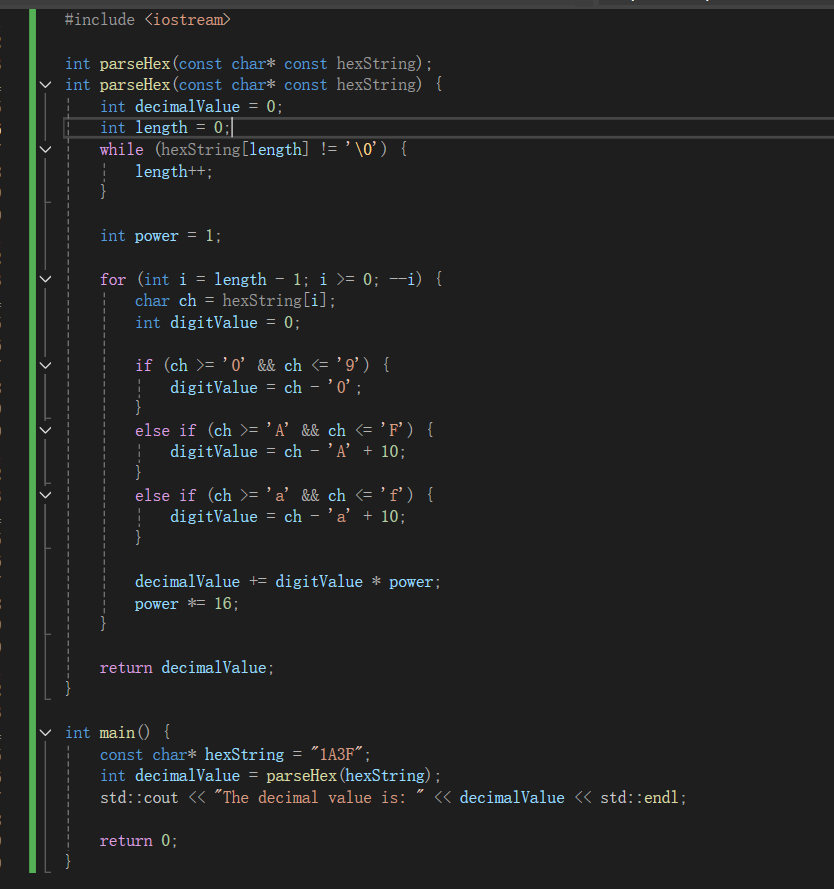 #include <iostream>
int parseHex(const char* const hexString);
int parseHex(const char* const hexString) {
int decimalValue = 0;
int length = 0;
while (hexString[length] != '\0') {
length++;
}
int power = 1;
for (int i = length - 1; i >= 0; --i) {
char ch = hexString[i];
int digitValue = 0;
if (ch >= '0' && ch <= '9') {
digitValue = ch - '0';
}
else if (ch >= 'A' && ch <= 'F') {
digitValue = ch - 'A' + 10;
}
else if (ch >= 'a' && ch <= 'f') {
digitValue = ch - 'a' + 10;
}
decimalValue += digitValue * power;
power *= 16;
}
return decimalValue;
}
int main() {
const char* hexString = "1A3F";
int decimalValue = parseHex(hexString);
std::cout << "The decimal value is: " << decimalValue << std::endl;
return 0;
}